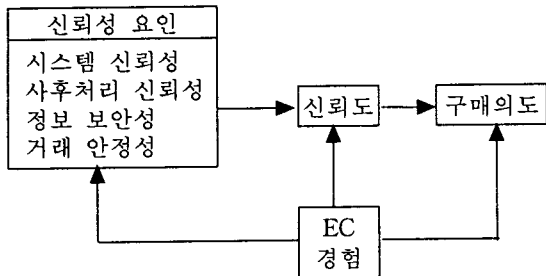 신뢰성 요인
시스템 신뢰성
사후처리 신뢰성
정보 보안성
거래 안정성
신뢰도
구매의도
EC
경험